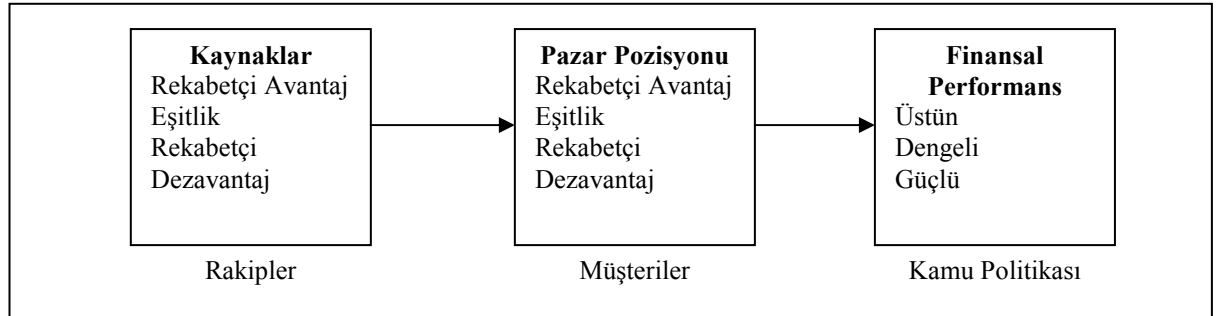 Kaynaklar
Rekabetçi Avantaj
Eşitlik
Rekabetçi
Dezavantaj
Rakipler
Pazar Pozisyonu
Rekabetçi Avantaj
Eşitlik
Rekabetçi
Dezavantaj
Müşteriler
Finansal
Performans
Üstün
Dengeli
Güçlü
Kamu Politikası